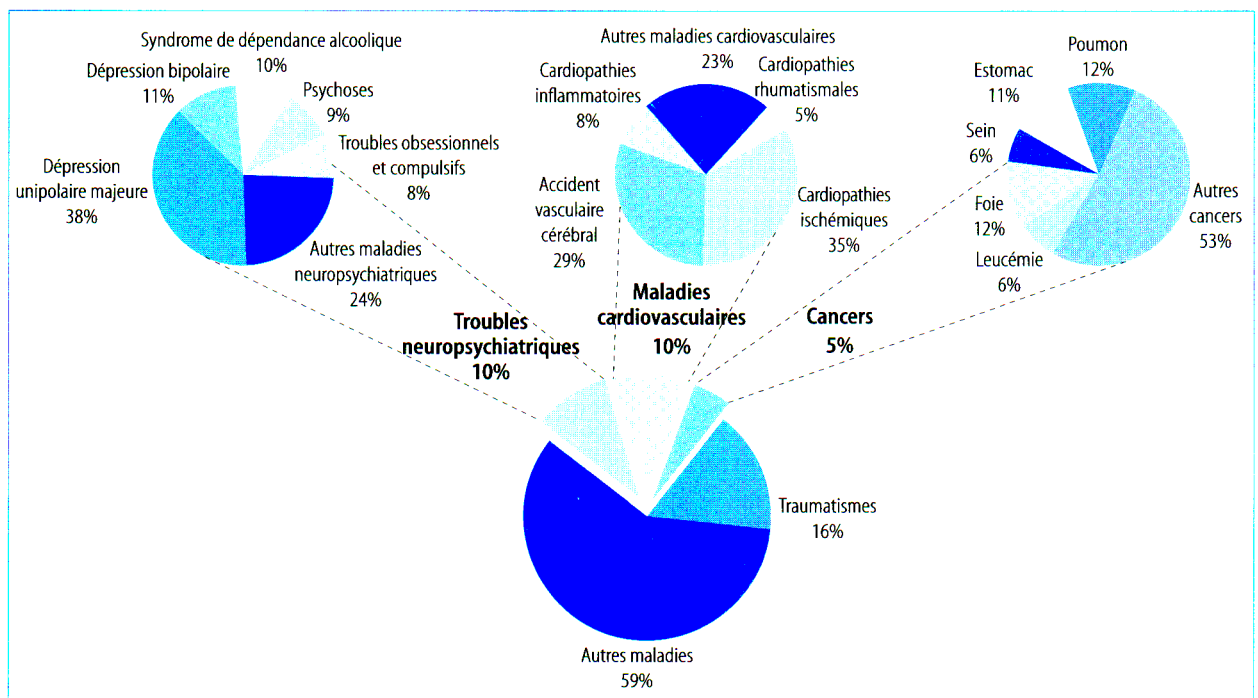 Syndrome de dépendance alcoolique
10%
Dépression bipolaire
11%
Psychoses
9%
Troubles obsessionnels
et compulsifs
8%
Dépression
unipolaire majeure
38%
Autres maladies
neuropsychiatriques
24%
Autres maladies cardiovasculaires
23%
Cardiopathies
inflammatoires
8%
Cardiopathies
rhumatismales
5%
Accident
vasculaire
cérébral
29%
Cardiopathies
ischémiques
35%
Poumon
12%
Estomac
11%
Sein
6%
Foie
12%
Leucémie
6%
Autres
cancers
53%
Troubles
neuropsychiatriques
10%
Maladies
cardiovasculaires
10%
Cancers
5%
Traumatismes
16%
Autres maladies
59%